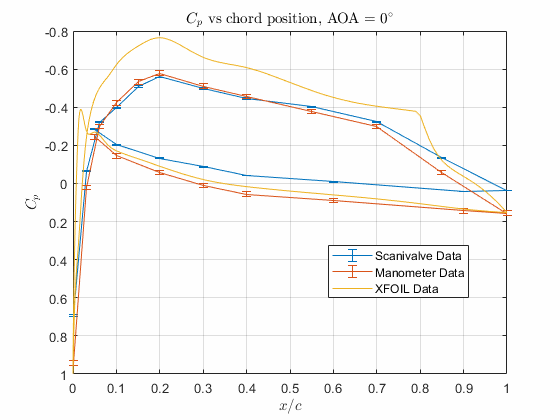 C_p vs chord position, AOA = 0°
-0.8
-0.6
-0.4
-0.2
0
0.2
0.4
0.6
0.8
1
C_p
Scanivalve Data
Manometer Data
XFOIL Data
0 0.1 0.2 0.3 0.4 0.5 0.6 0.7 0.8 0.9 1
x/c